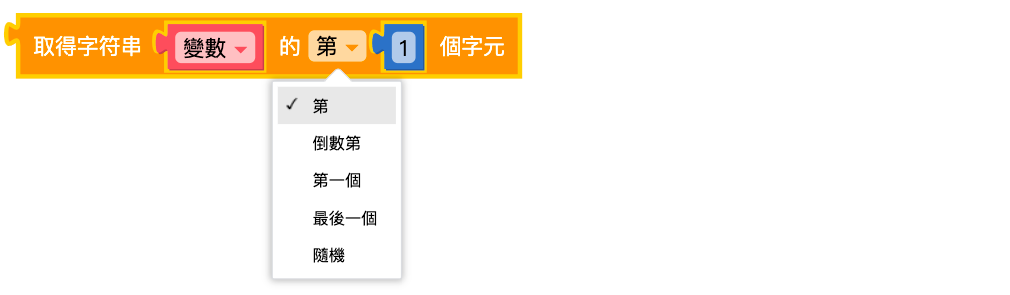 取得字符串 變數 的 第 1 個字元
✓ 第
倒數第
第一個
最後一個
隨機